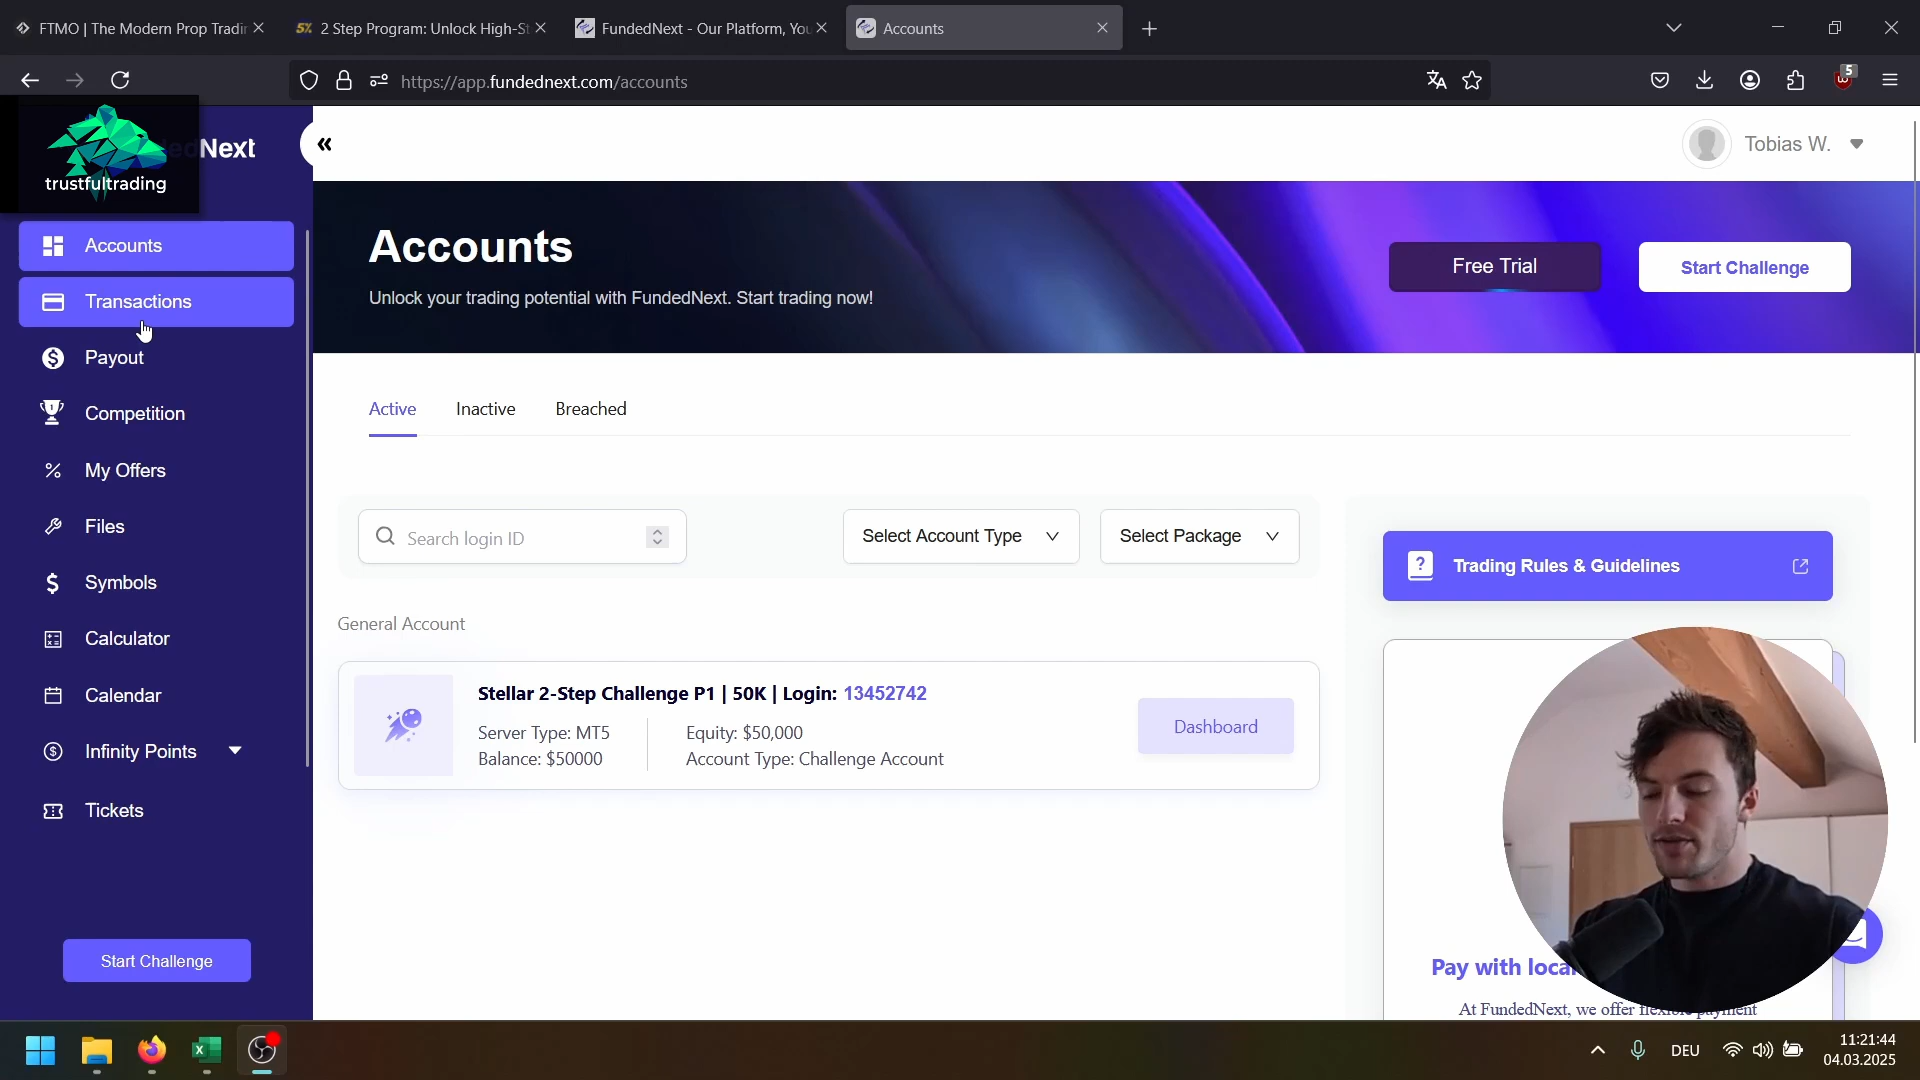 FTMO | The Modern Prop Tradi
2 Step Program: Unlock High-S
FundedNext - Our Platform, You
Accounts
https://app.fundednext.com/accounts
5
edNext
trustfultrading
Tobias W.
Accounts
Transactions
Payout
Competition
My Offers
Files
Symbols
Calculator
Calendar
Infinity Points
Tickets
Start Challenge
Accounts
Unlock your trading potential with FundedNext. Start trading now!
Free Trial
Start Challenge
Active
Inactive
Breached
Search login ID
Select Account Type
Select Package
Trading Rules & Guidelines
General Account
Stellar 2-Step Challenge P1 | 50K | Login: 13452742
Server Type: MT5
Balance: $50000
Equity: $50,000
Account Type: Challenge Account
Dashboard
Pay with loca
At FundedNext, we offer flexible payment
DEU
11:21:44
04.03.2025